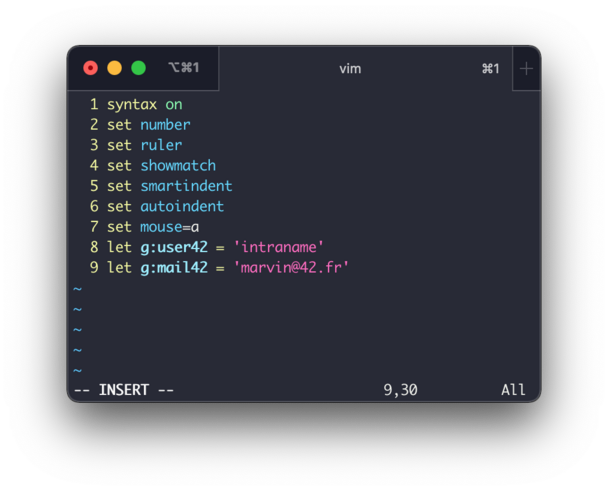 ⌥⌘1 vim ⌘1 +
1 syntax on
2 set number
3 set ruler
4 set showmatch
5 set smartindent
6 set autoindent
7 set mouse=a
8 let g:user42 = 'intraname'
9 let g:mail42 = 'marvin@42.fr'
~
~
~
~
~
-- INSERT -- 9,30 All